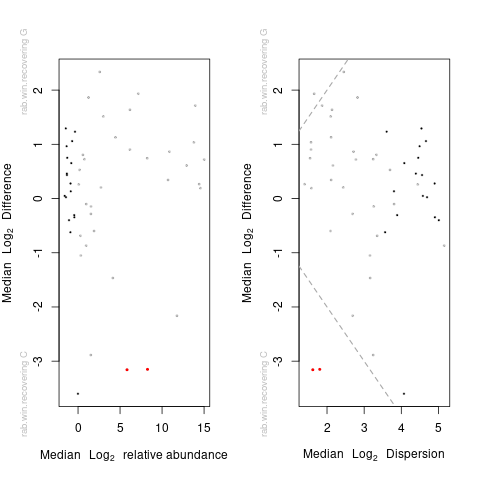 rab.win.recovering G
rab.win.recovering C
Median Log2 Difference
2
1
0
-1
-2
-3
0 5 10 15
Median Log2 relative abundance
rab.win.recovering G
rab.win.recovering C
Median Log2 Difference
2
1
0
-1
-2
-3
2 3 4 5
Median Log2 Dispersion